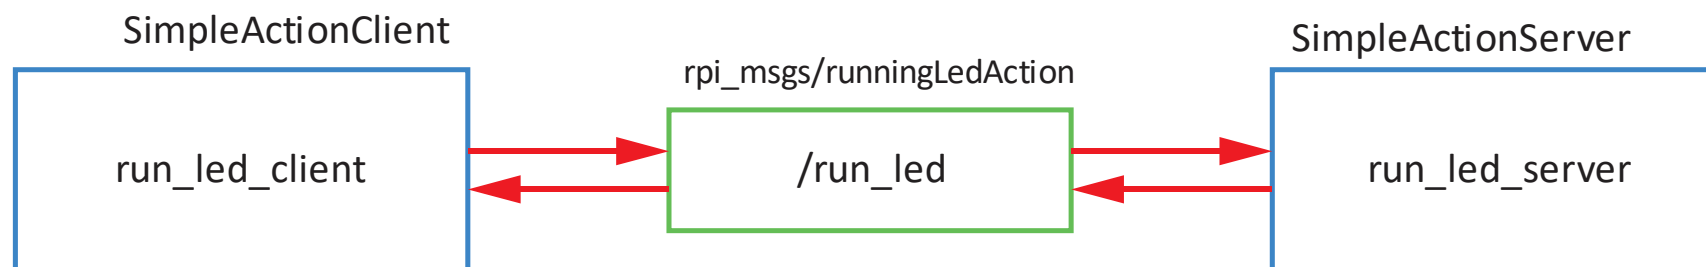 SimpleActionClient
run_led_client
rpi_msgs/runningLedAction
/run_led
SimpleActionServer
run_led_server